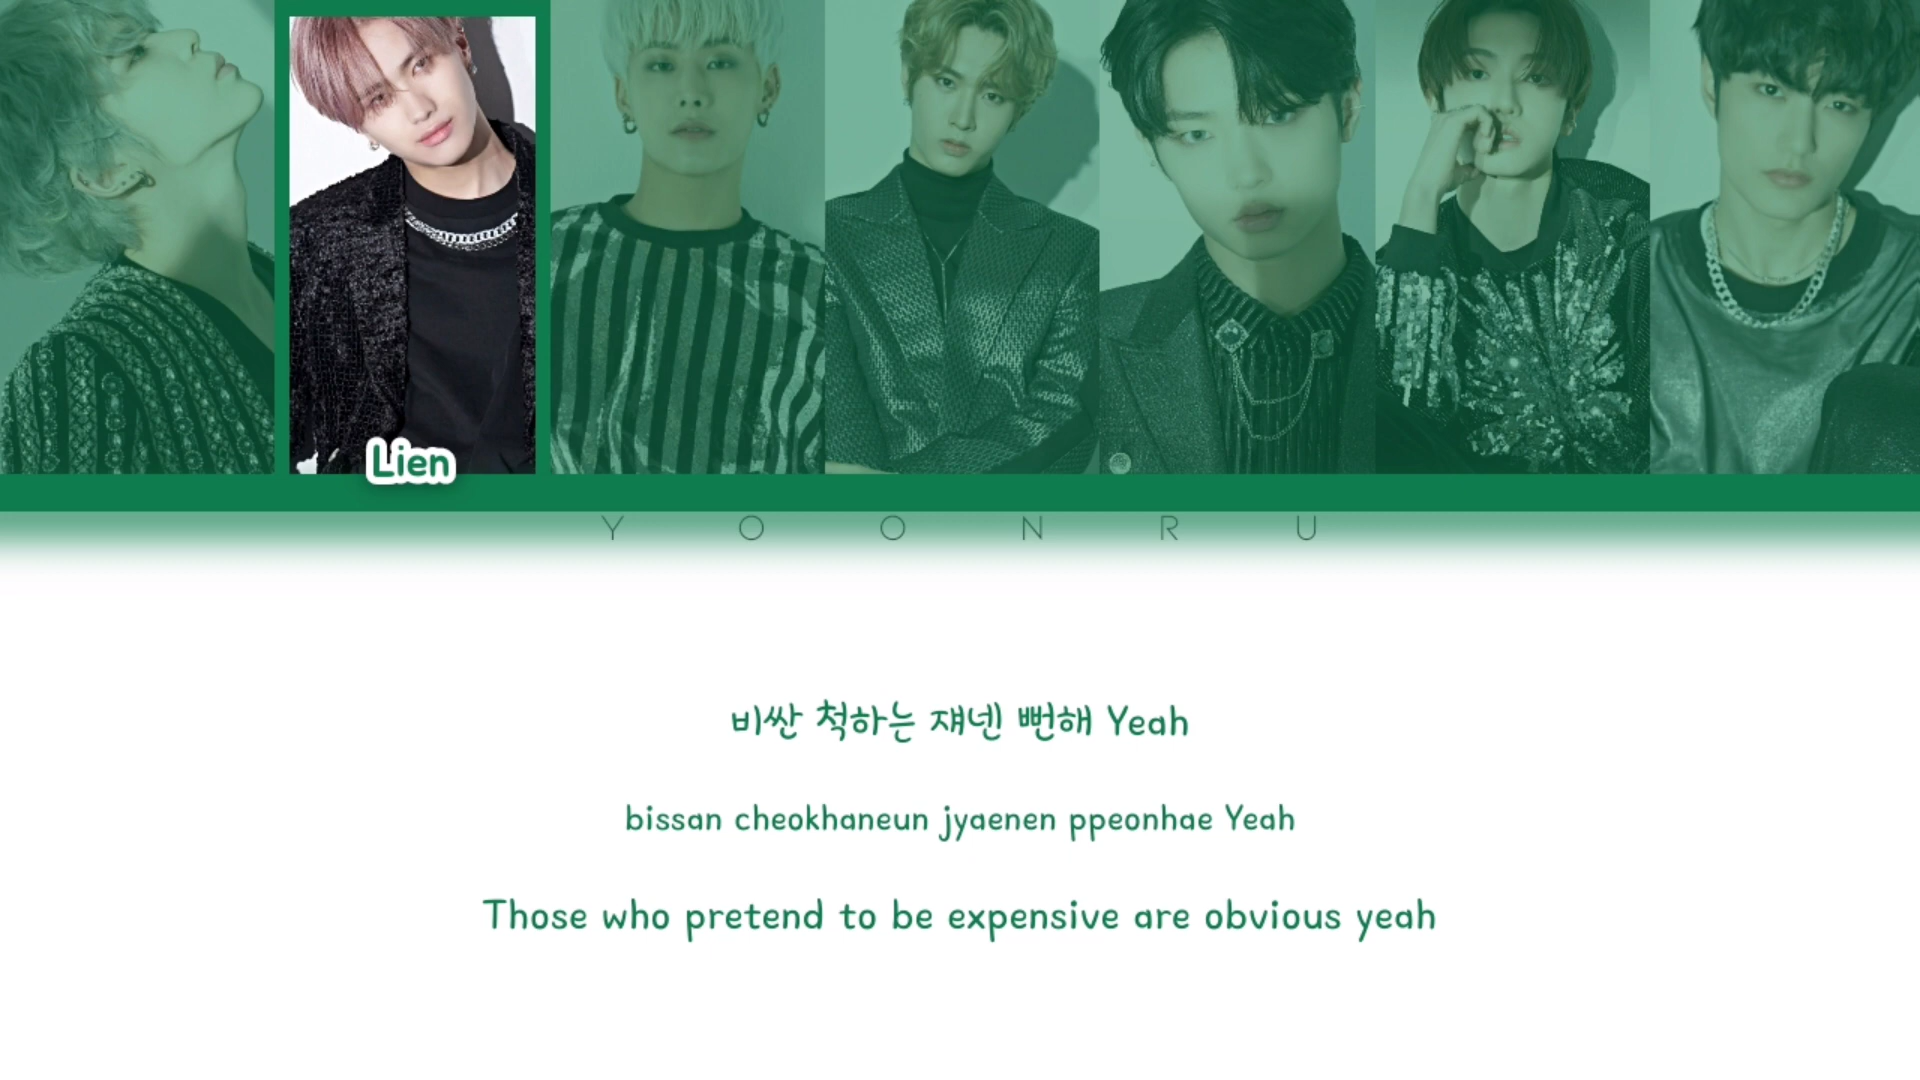 Lien
Y O O N R U
비싼 척하는 쟤넨 뻔해 Yeah
bissan cheokhaneun jyaenen ppeonhae Yeah
Those who pretend to be expensive are obvious yeah